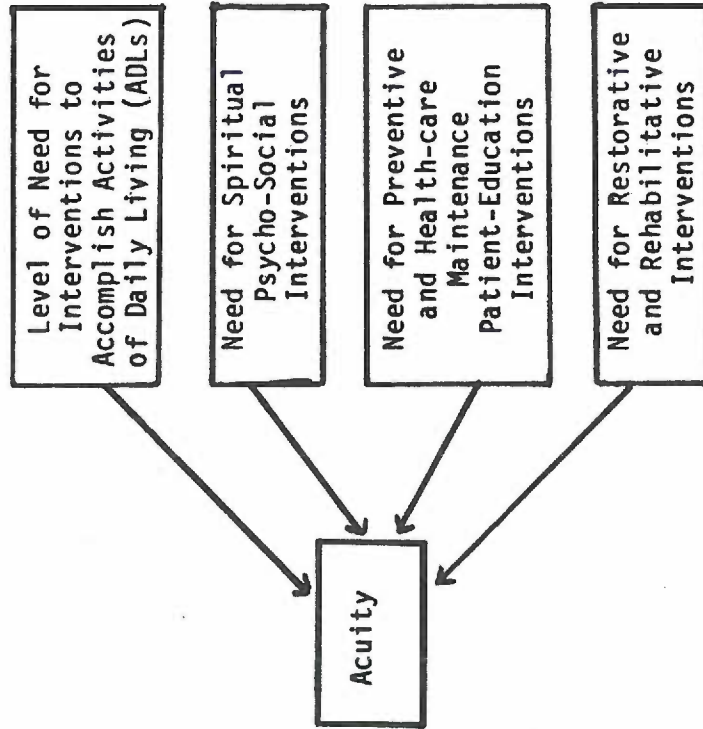 Level of Need for
Interventions to
Accomplish Activities
of Daily Living (ADLs)
Need for Spiritual
Psycho-Social
Interventions
Need for Preventive
and Health-care
Maintenance
Patient-Education
Interventions
Need for Restorative
and Rehabilitative
Interventions
Acuity